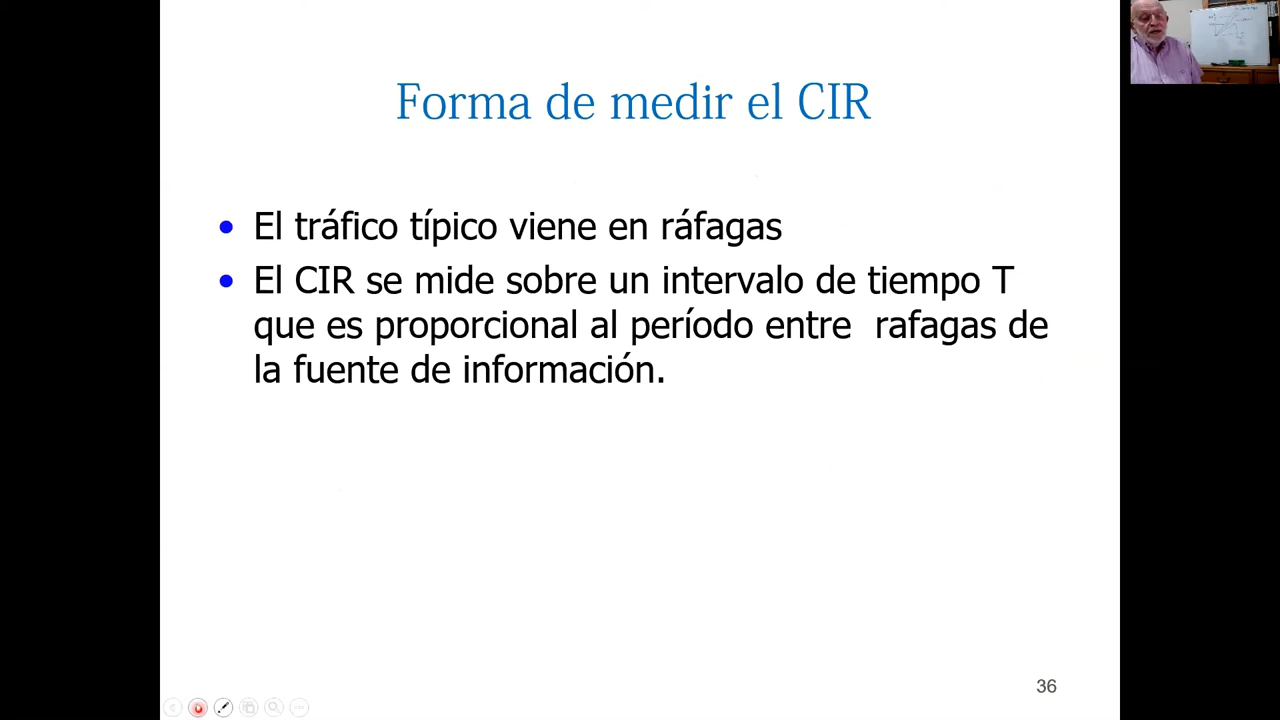 Forma de medir el CIR
• El tráfico típico viene en ráfagas
• El CIR se mide sobre un intervalo de tiempo T
que es proporcional al período entre rafagas de
la fuente de información.
36